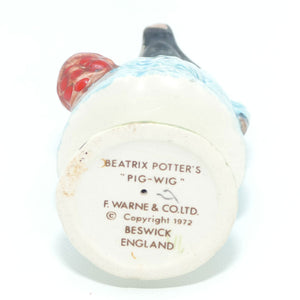 BEATRIX POTTER'S
"PIG-WIG"
F. WARNE & CO. LTD.
© Copyright 1972
BESWICK
ENGLAND